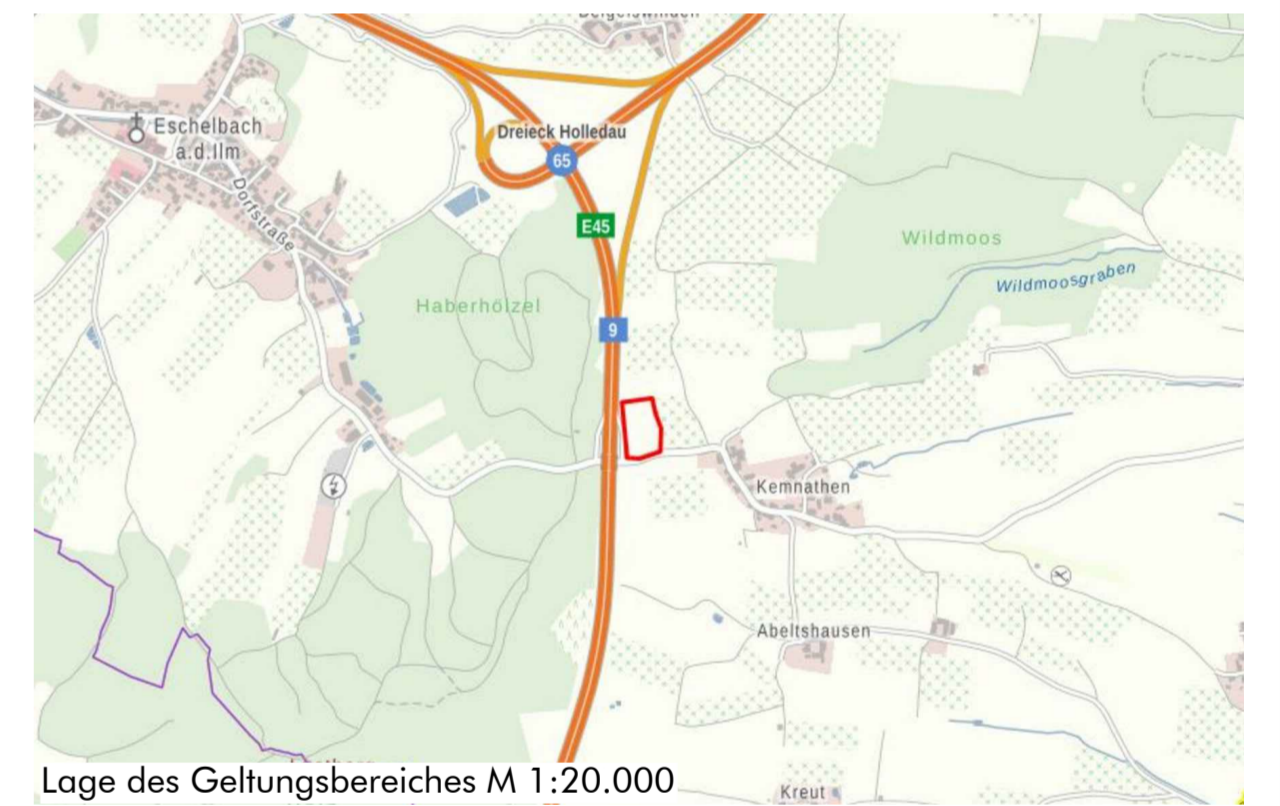 Eschelbach
a.d.Ilm
Dorfstraße
Dreieck Holledau
65
E45
Haberhölzel
9
Wildmoos
Wildmoosgraben
Kemnathen
Abeltshausen
Kreut
Lage des Geltungsbereiches M 1:20.000